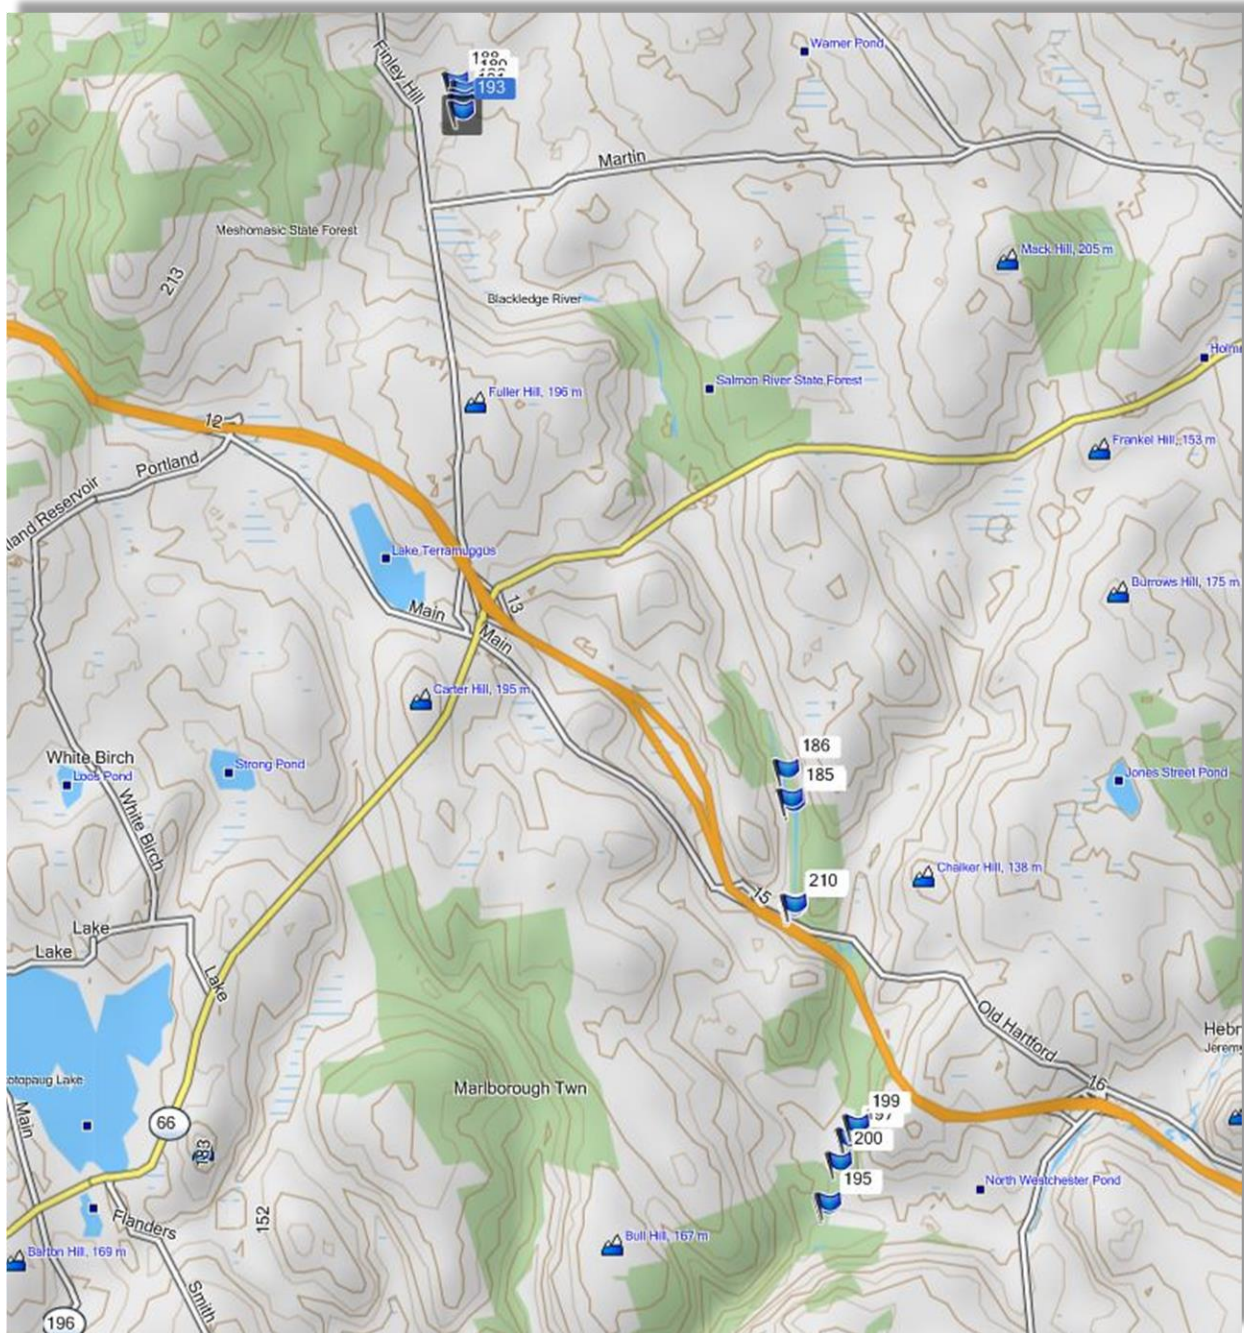 Finley Hill
188
189
193
Warner Pond
Martin
Meshomasic State Forest
213
Mack Hill, 205 m
Blackledge River
Fuller Hill, 196 m
Salmon River State Forest
Frankel Hill, 153 m
12
Portland
Lake Terramuggus
Burrows Hill, 175 m
13
Main
Main
Carter Hill, 195 m
White Birch
Loos Pond
Strong Pond
White Birch
186
185
Jones Street Pond
210
15
Chalker Hill, 138 m
Lake
Lake
Lake
Old Hartford
Main
66
Marlborough Twn
16
199
197
200
195
North Westchester Pond
152
Flanders
Bull Hill, 167 m
Barton Hill, 169 m
Smith
196